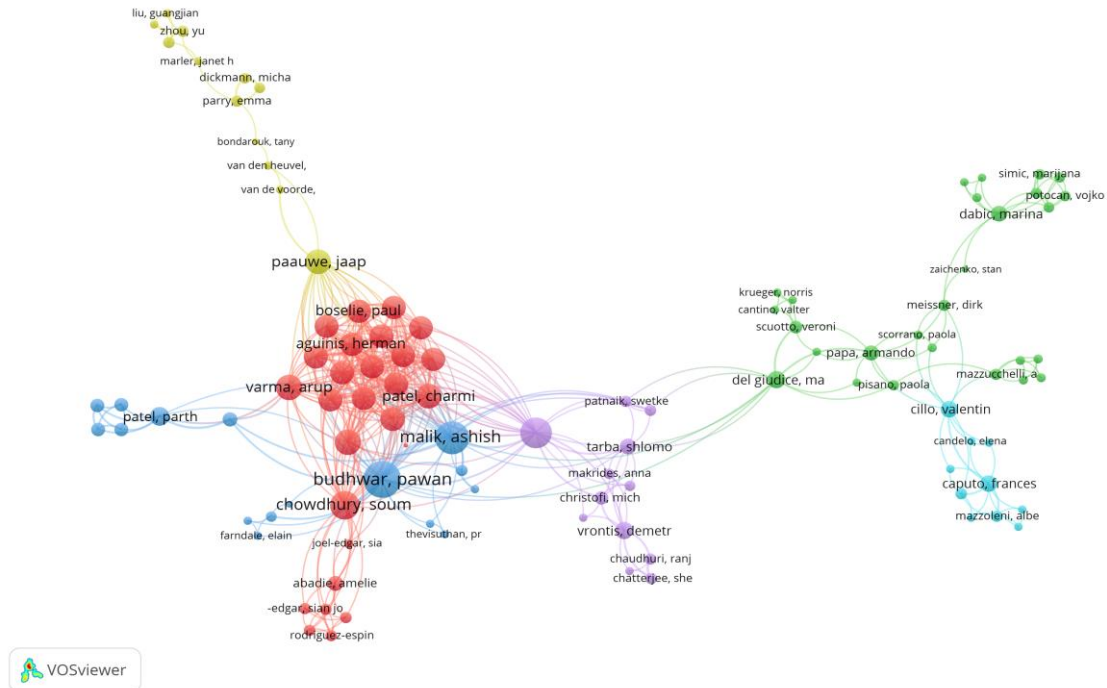 liu, guangjian
zhou, yu
marler, janet h
dickmann, micha
parry, emma
bondarouk, tany
van den heuvel,
van de voorde,
simic, marijana
potocan, vojko
dabic, marina
paauwe, jaap
zaichenko, stan
krueger, norris
cantino, valter
meissner, dirk
boselie, paul
scuotto, veroni
scorrano, paola
aguinis, herman
papa, armando
mazzucchelli, a
del giudice, ma
pisano, paola
varma, arup
patel, charmi
patnaik, swetke
cillo, valentin
patel, parth
malik, ashish
tarba, shlomo
candelo, elena
makrides, anna
budhwar, pawan
caputo, frances
christofi, mich
chowdhury, soum
mazzoleni, albe
farndale, elain
thevisuthan, pr
vrontis, demetr
joel-edgar, sia
chaudhuri, ranj
abadie, amelie
chatterjee, she
-edgar, sian jo
rodriguez-espin
VOSviewer